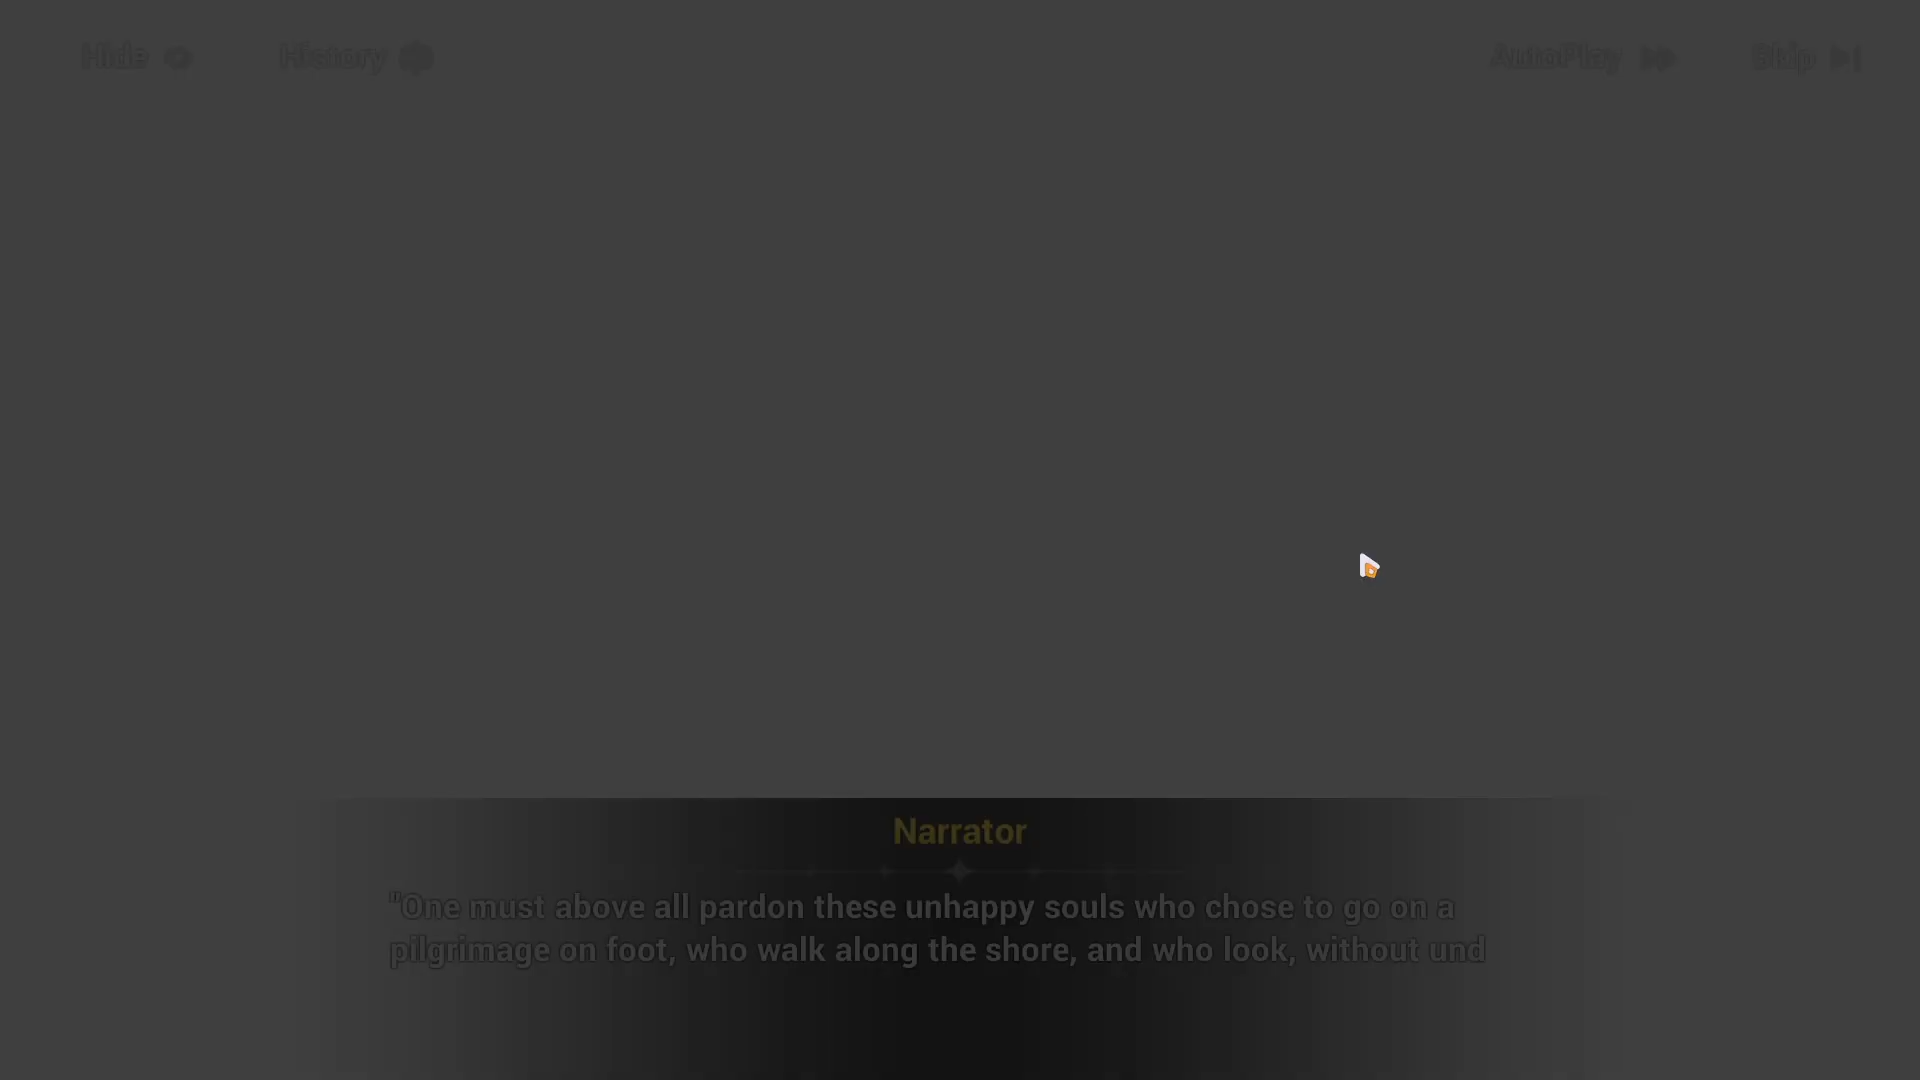 Hide
History
AutoPlay
Skip
Narrator
"One must above all pardon these unhappy souls who chose to go on a
pilgrimage on foot, who walk along the shore, and who look, without und